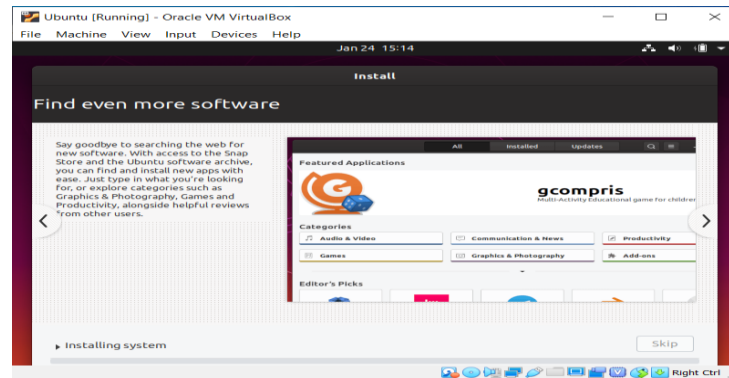 Ubuntu [Running] - Oracle VM VirtualBox
File Machine View Input Devices Help
Jan 24 15:14
Install
Find even more software
Say goodbye to searching the web for
new software. With access to the Snap
Store and the Ubuntu software archive,
you can find and install new apps with
ease. Just type in what you're looking
for, or explore categories such as
Graphics & Photography, Games and
Productivity, alongside helpful reviews
from other users.
All Installed Updates
Featured Applications
gcompris
Multi-Activity Educational game for children
Categories
Audio & Video Communication & News Productivity
Games Graphics & Photography Add-ons
Editor's Picks
Installing system
Skip
Right Ctrl